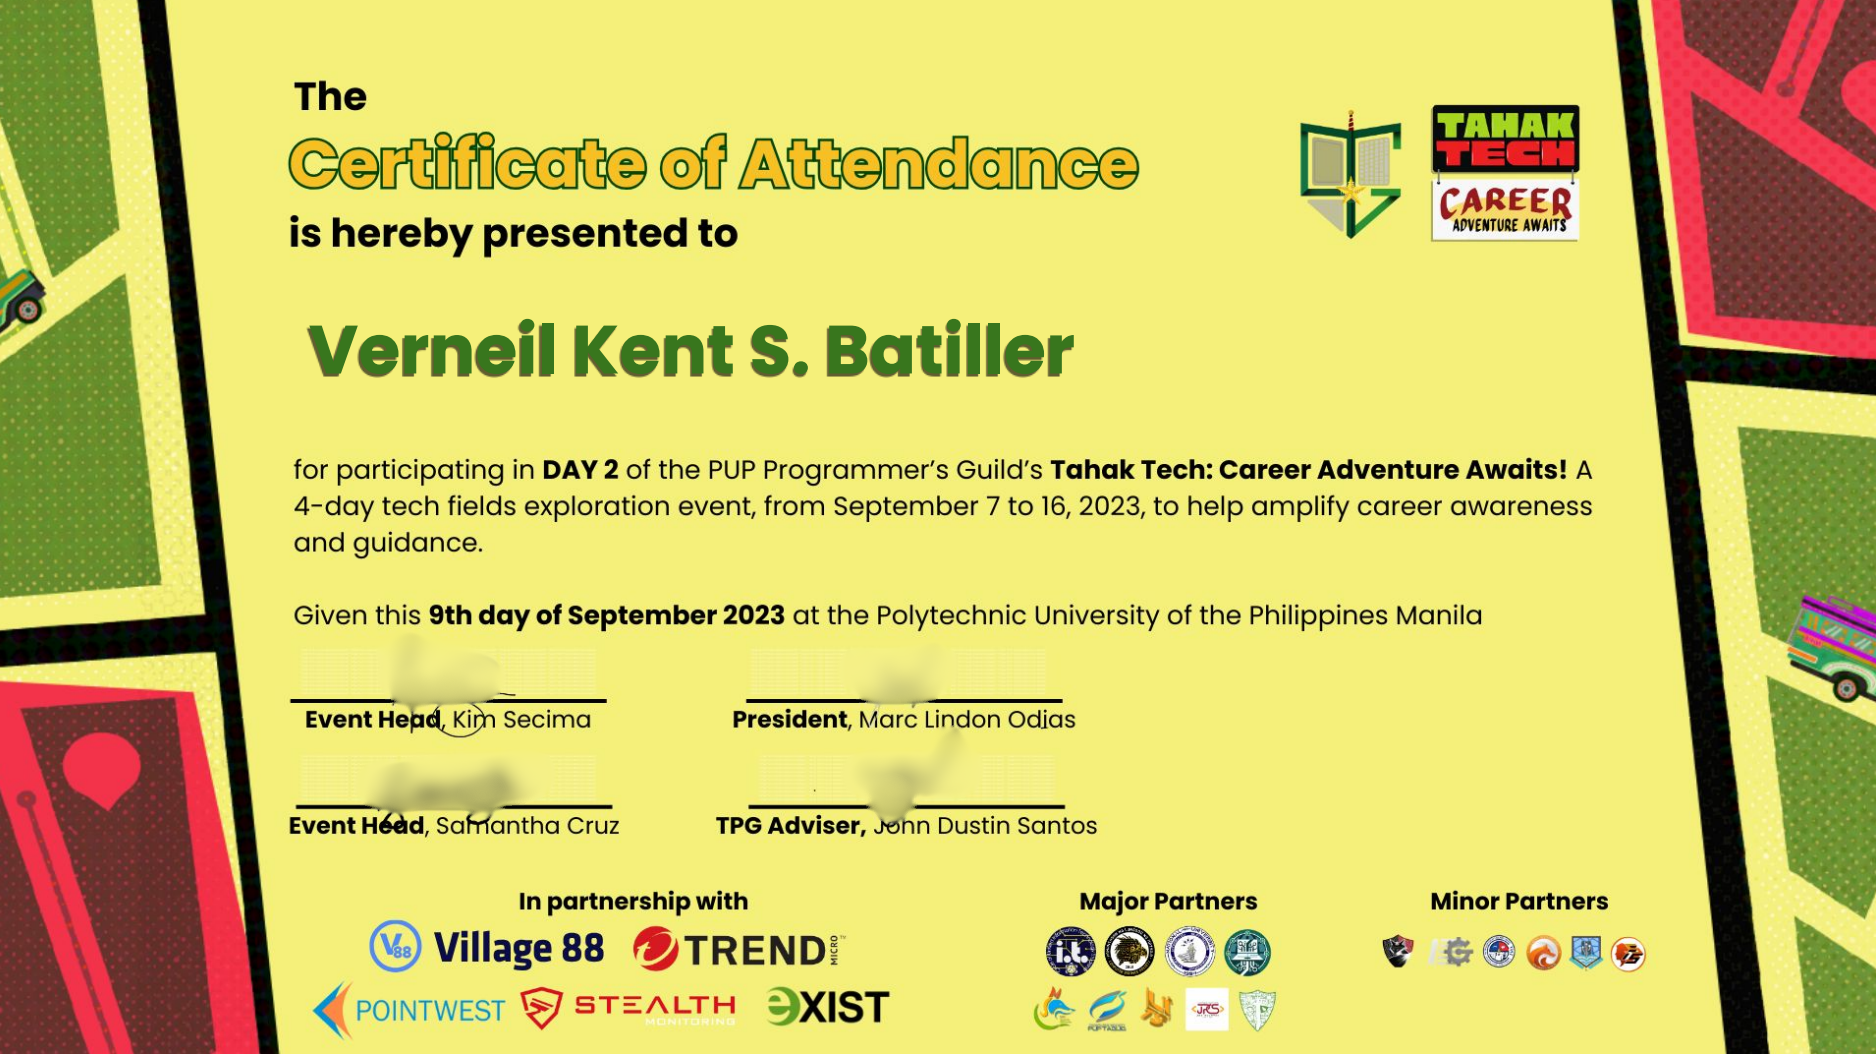 The
Certificate of Attendance
is hereby presented to
TAHAK
TECH
CAREER
ADVENTURE AWAITS
Verneil Kent S. Batiller
for participating in DAY 2 of the PUP Programmer's Guild's Tahak Tech: Career Adventure Awaits! A
4-day tech fields exploration event, from September 7 to 16, 2023, to help amplify career awareness
and guidance.
Given this 9th day of September 2023 at the Polytechnic University of the Philippines Manila
Event Head, Kim Secima
President, Marc Lindon Odias
Event Head, Samantha Cruz
TPG Adviser, John Dustin Santos
In partnership with
V88 Village 88
TREND MICRO™
POINTWEST
STEALTH
MONITORING
eXIST
Major Partners
i.t.
JRS
Minor Partners